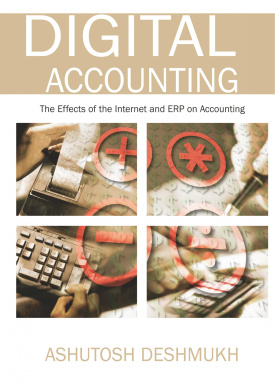 DIGITAL
ACCOUNTING
The Effects of the Internet and ERP on Accounting
ASHUTOSH DESHMUKH